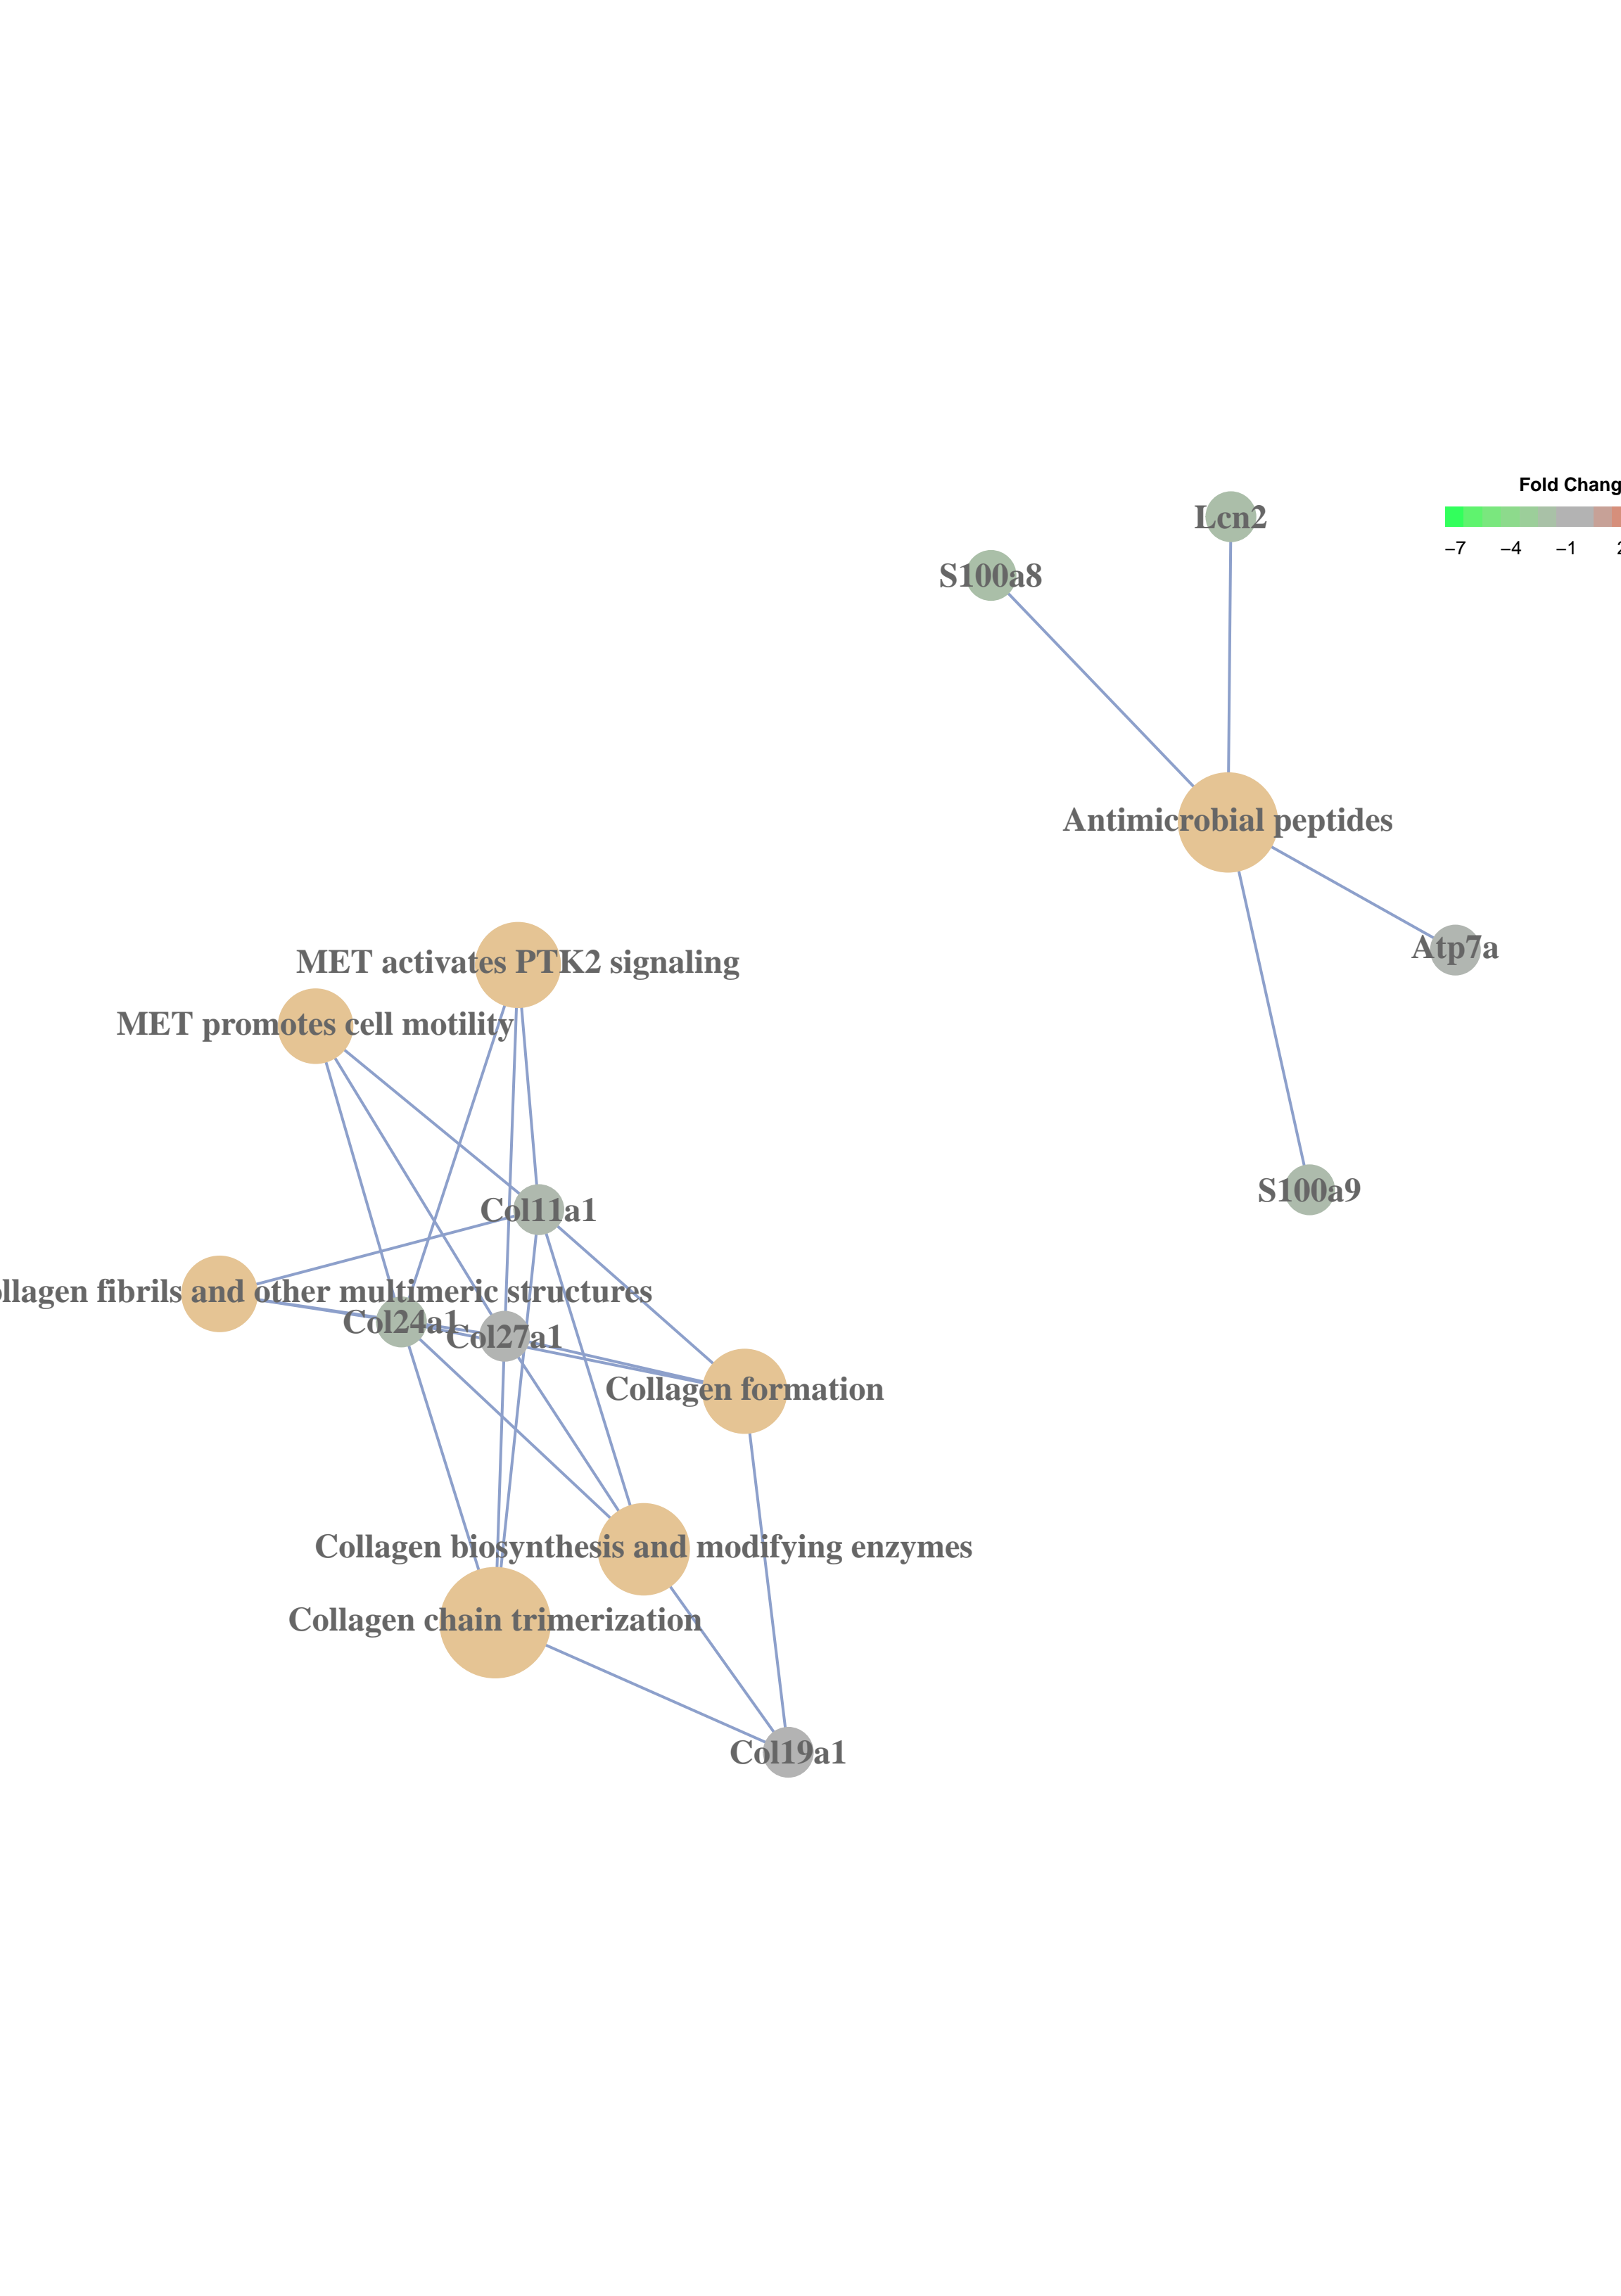 Fold Chang
−7 −4 −1 2
Lcn2
S100a8
Antimicrobial peptides
Atp7a
MET activates PTK2 signaling
MET promotes cell motility
S100a9
Col11a1
llagen fibrils and other multimeric structures
Col24a1
Col27a1
Collagen formation
Collagen biosynthesis and modifying enzymes
Collagen chain trimerization
Col19a1